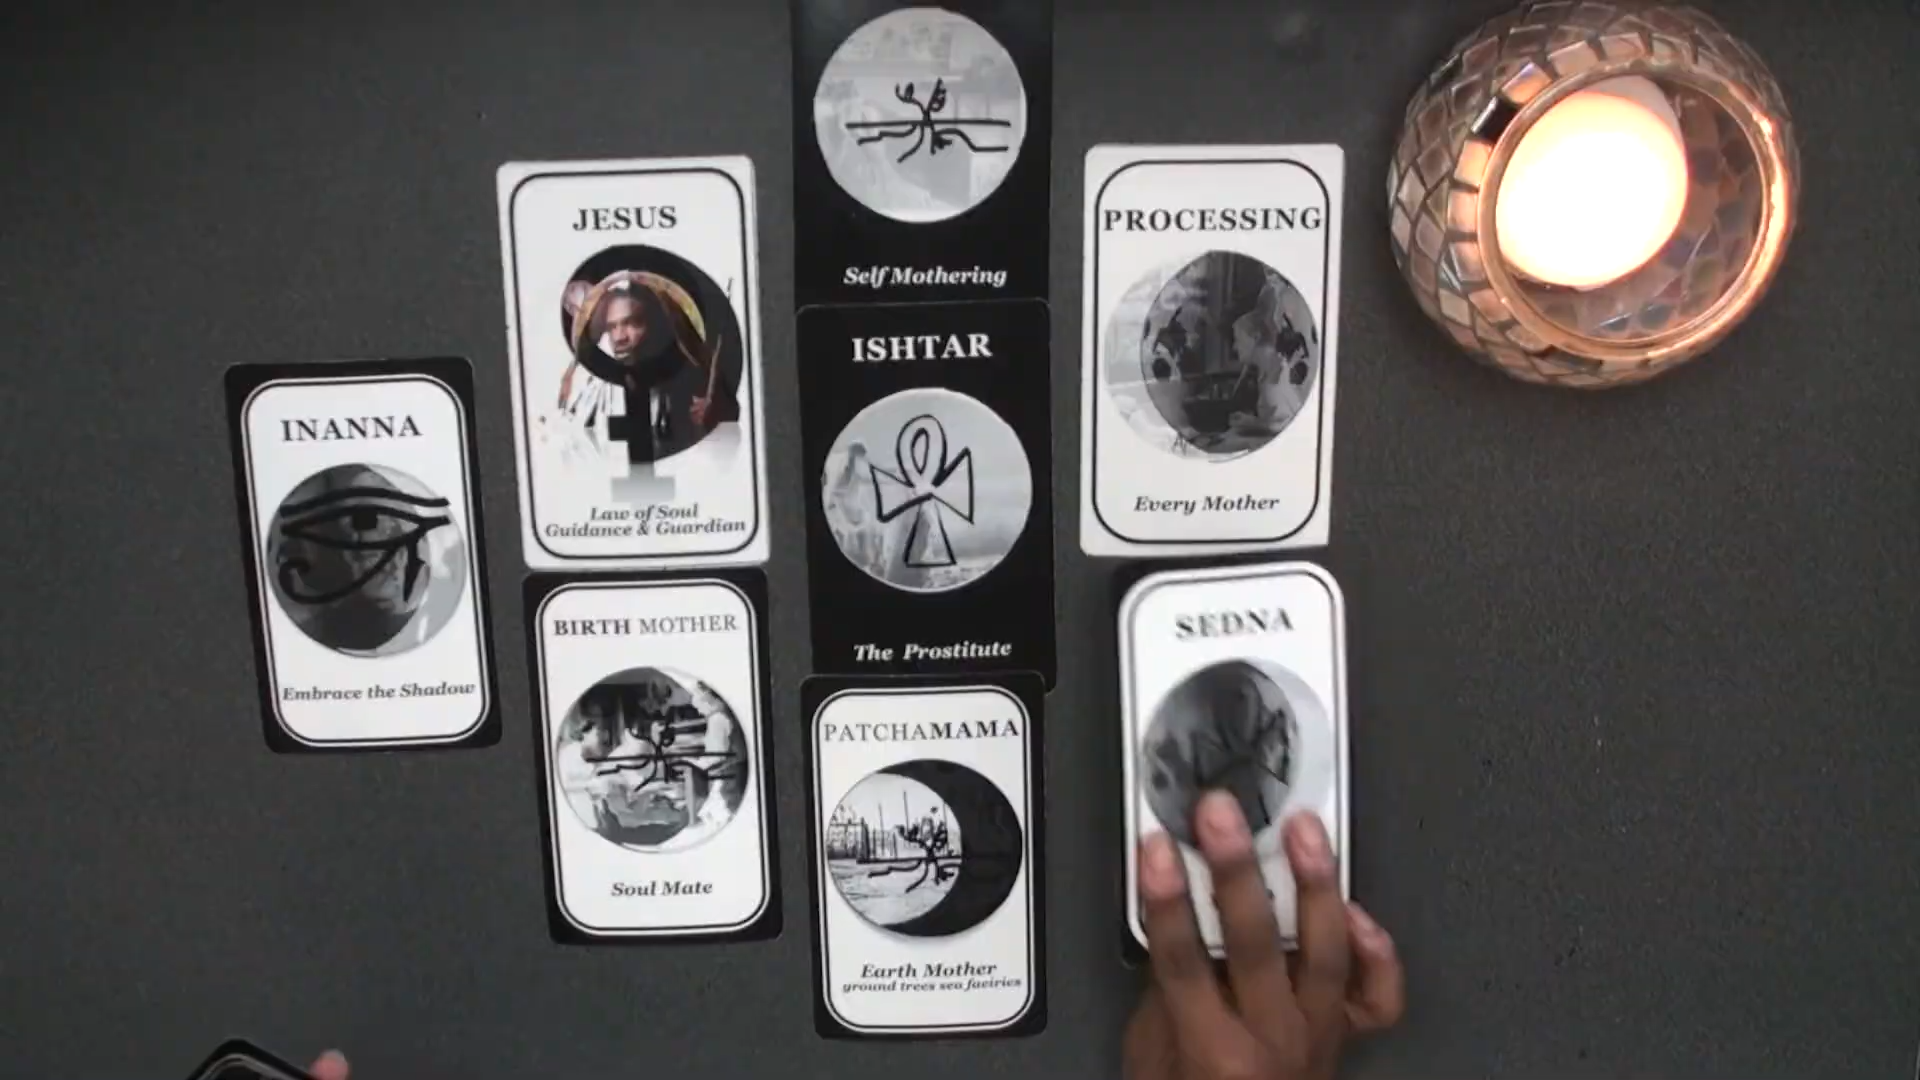 Self Mothering
JESUS
Law of Soul
Guidance & Guardian
PROCESSING
Every Mother
ISHTAR
The Prostitute
INANNA
Embrace the Shadow
BIRTH MOTHER
Soul Mate
SEDNA
PATCHAMAMA
Earth Mother
ground trees sea faeiries